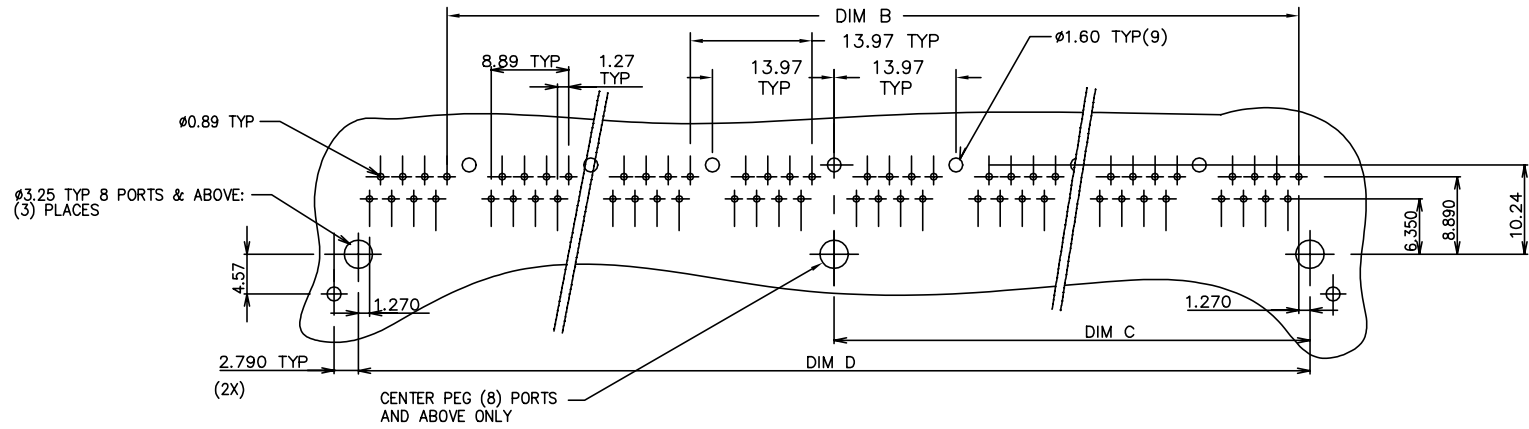 DIM B
13.97 TYP
ø1.60 TYP(9)
8.89 TYP
1.27
TYP
13.97
TYP
13.97
TYP
ø0.89 TYP
ø3.25 TYP 8 PORTS & ABOVE:
(3) PLACES
4.57
1.270
6.350
8.890
10.24
1.270
DIM C
2.790 TYP
(2X)
DIM D
CENTER PEG (8) PORTS
AND ABOVE ONLY